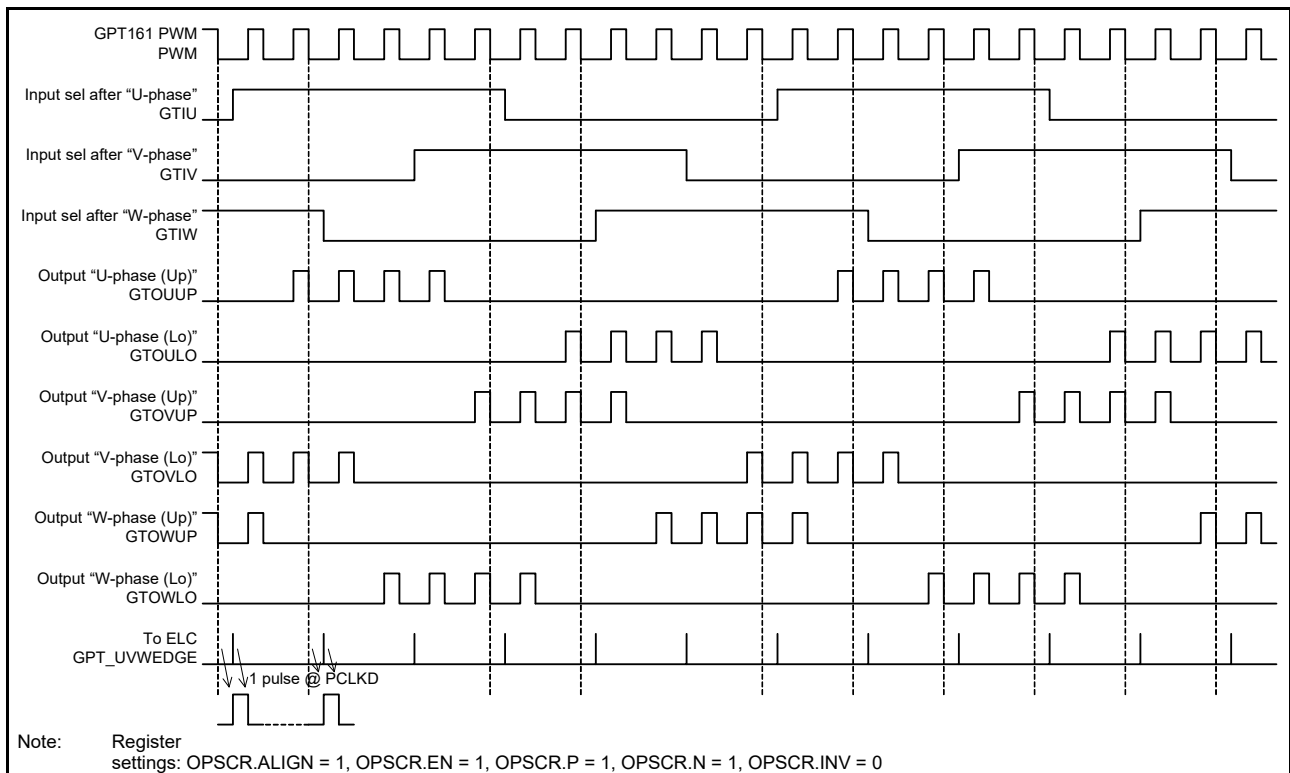 GPT161 PWM
PWM
Input sel after “U-phase”
GTIU
Input sel after “V-phase”
GTIV
Input sel after “W-phase”
GTIW
Output “U-phase (Up)”
GTOUUP
Output “U-phase (Lo)”
GTOULO
Output “V-phase (Up)”
GTOVUP
Output “V-phase (Lo)”
GTOVLO
Output “W-phase (Up)”
GTOWUP
Output “W-phase (Lo)”
GTOWLO
To ELC
GPT_UVWEDGE
1 pulse @ PCLKD
Note: Register
settings: OPSCR.ALIGN = 1, OPSCR.EN = 1, OPSCR.P = 1, OPSCR.N = 1, OPSCR.INV = 0